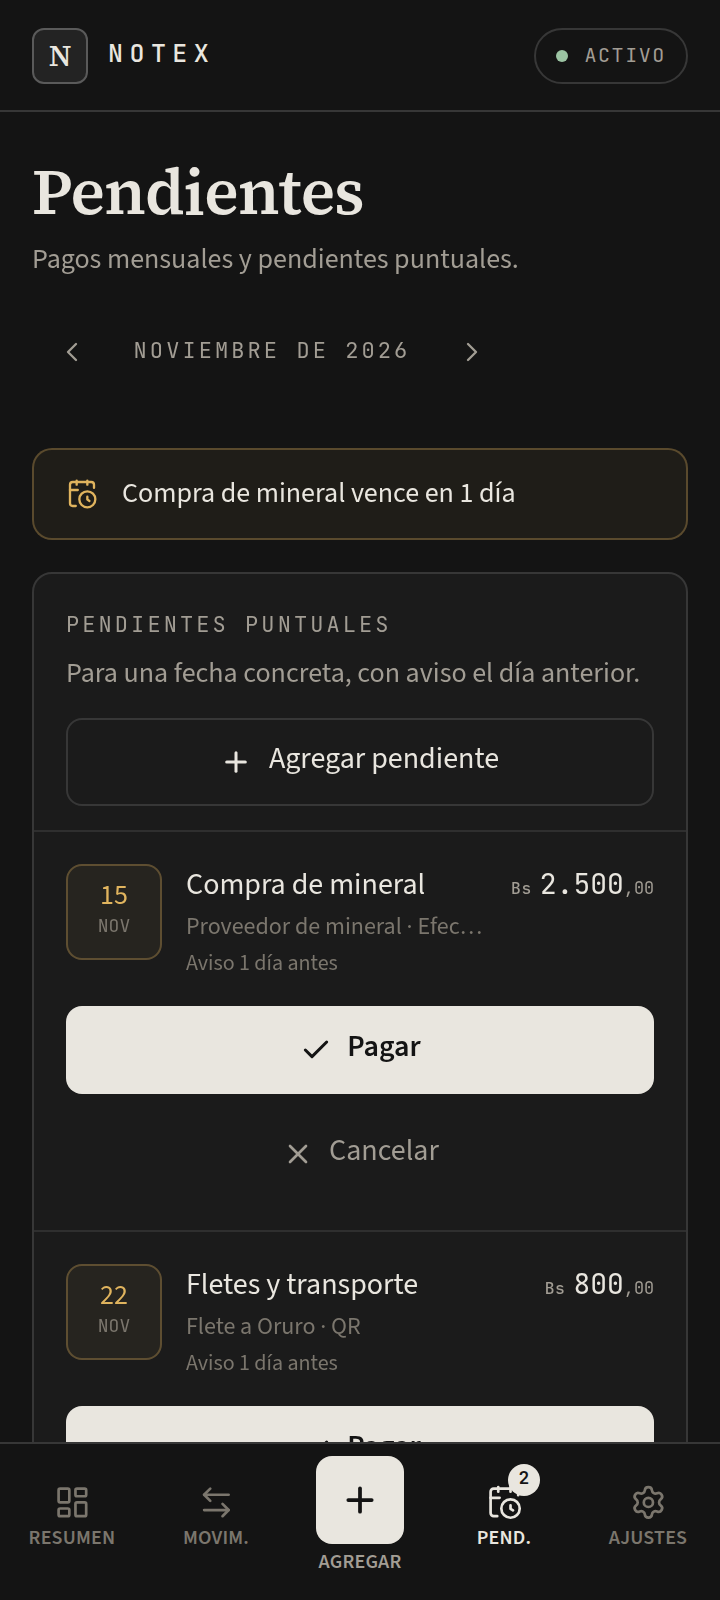 N NOTEX
ACTIVO
Pendientes
Pagos mensuales y pendientes puntuales.
NOVIEMBRE DE 2026
Compra de mineral vence en 1 día
PENDIENTES PUNTUALES
Para una fecha concreta, con aviso el día anterior.
Agregar pendiente
15 NOV
Compra de mineral
Bs 2.500,00
Proveedor de mineral · Efec...
Aviso 1 día antes
Pagar
Cancelar
22 NOV
Fletes y transporte
Bs 800,00
Flete a Oruro · QR
Aviso 1 día antes
Pagar
2
RESUMEN
MOVIM.
AGREGAR
PEND.
AJUSTES